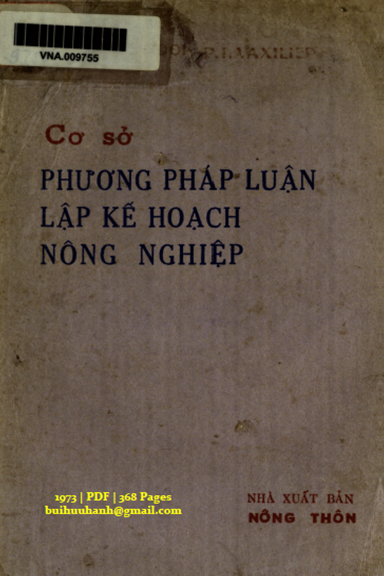 VNA.009755
P.I.VAXILIEP
Cơ sở
PHƯƠNG PHÁP LUẬN
LẬP KẾ HOẠCH
NÔNG NGHIỆP
1973 | PDF | 368 Pages
buihuuhanh@gmail.com
NHÀ XUẤT BẢN
NÔNG THÔN